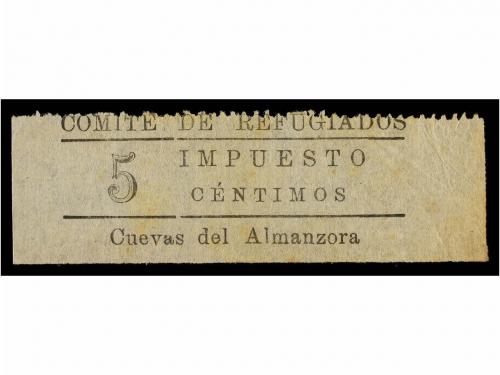 COMITE DE REFUGIADOS
5 IMPUESTO
CÉNTIMOS
Cuevas del Almanzora